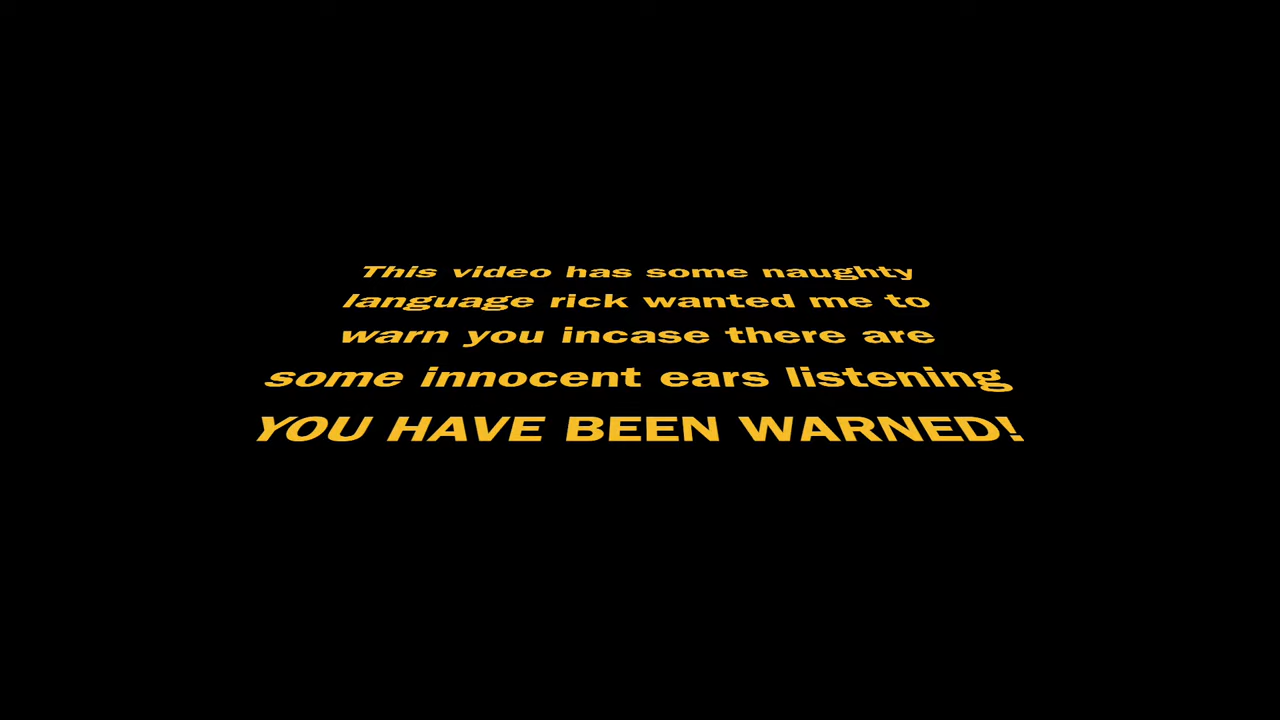 This video has some naughty
language rick wanted me to
warn you incase there are
some innocent ears listening
YOU HAVE BEEN WARNED!